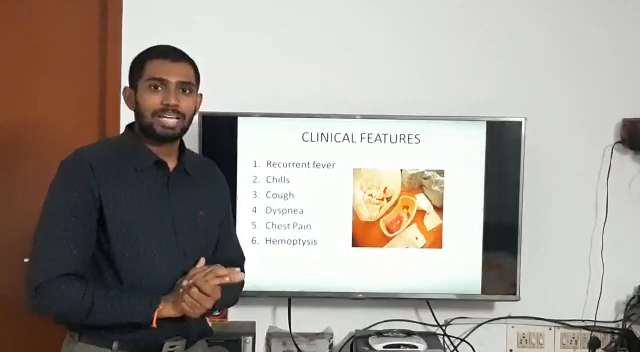 CLINICAL FEATURES
1. Recurrent fever
2. Chills
3. Cough
4. Dyspnea
5. Chest Pain
6. Hemoptysis